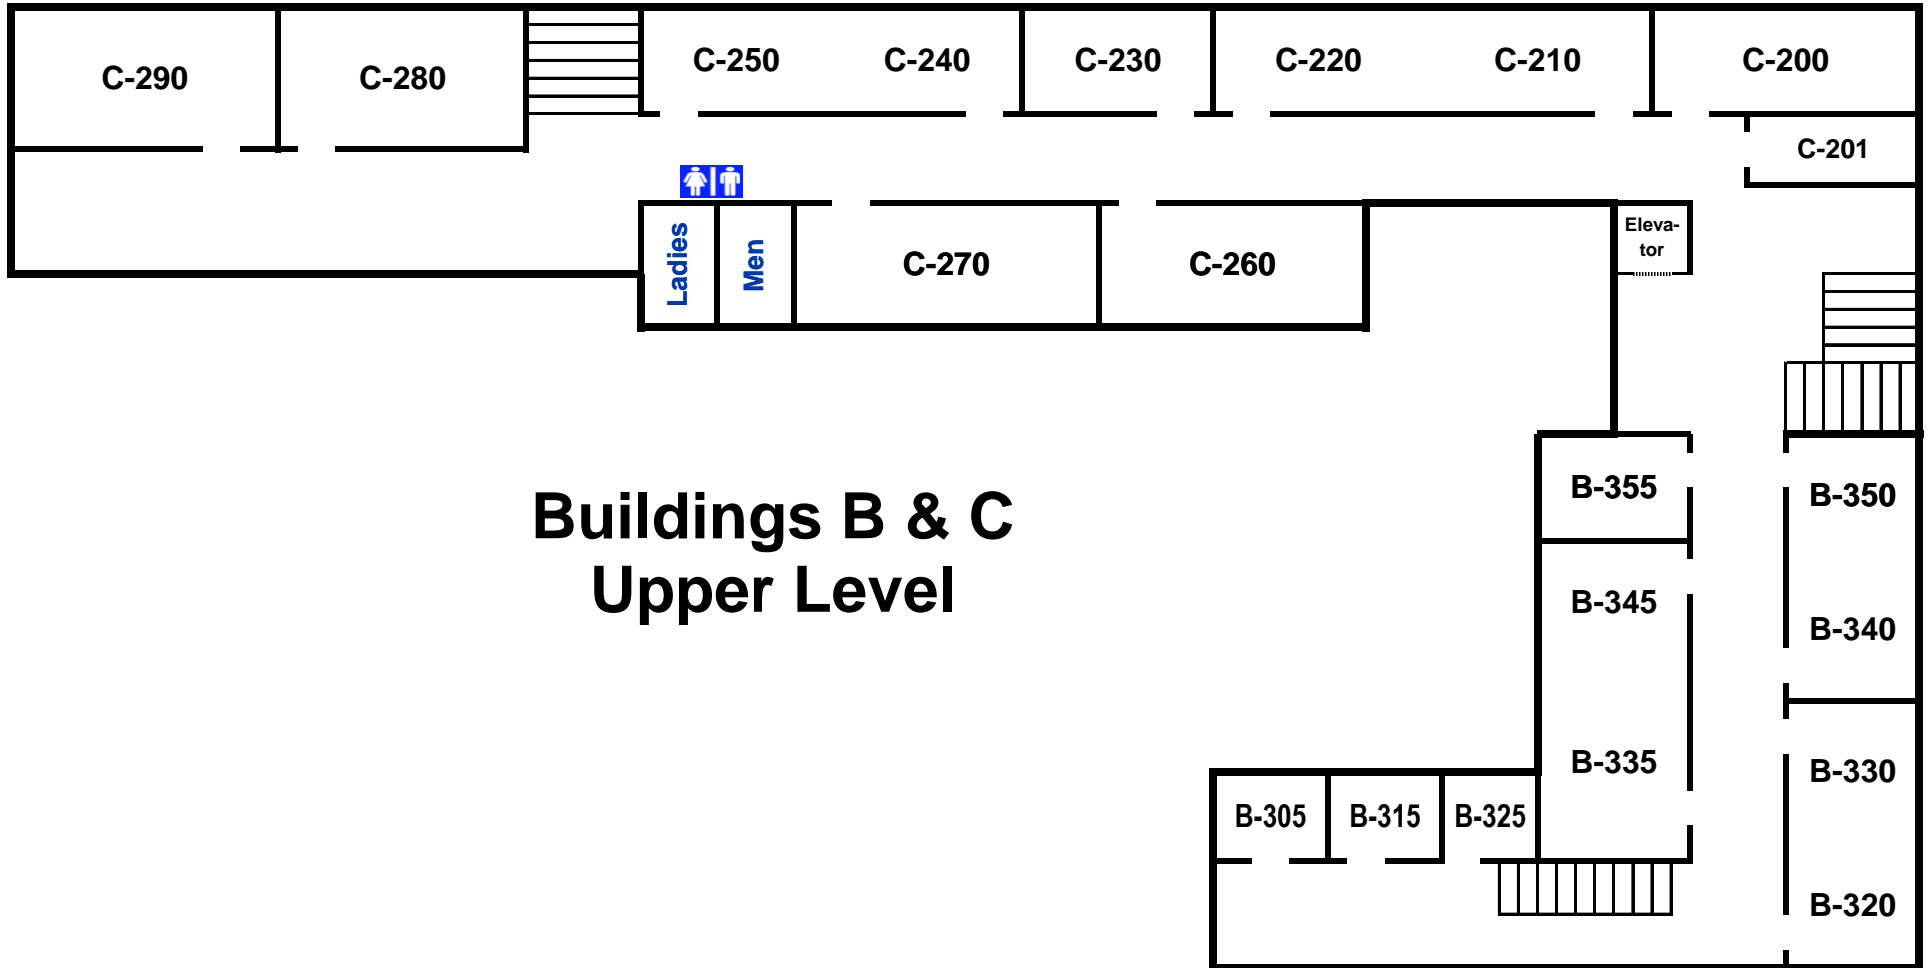 C-290
C-280
C-250
C-240
C-230
C-220
C-210
C-200
C-201
Ladies
Men
C-270
C-260
Eleva-
tor
Buildings B & C
Upper Level
B-355
B-350
B-345
B-340
B-335
B-330
B-305
B-315
B-325
B-320